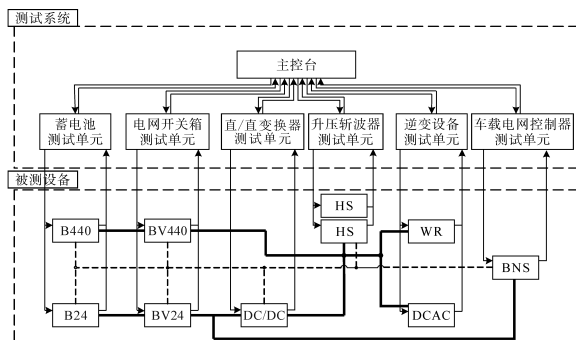 测试系统
主控台
蓄电池
测试单元
电网开关箱
测试单元
直/直变换器
测试单元
升压斩波器
测试单元
逆变设备
测试单元
车载电网控制器
测试单元
被测设备
HS
B440
BV440
HS
WR
BNS
B24
BV24
DC/DC
DCAC